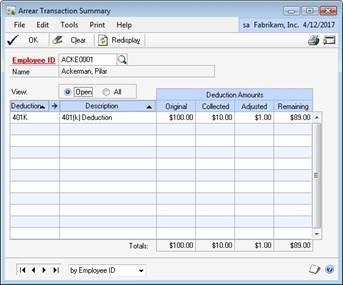 Arrear Transaction Summary
File Edit Tools Print Help sa Fabrikam, Inc. 4/12/2017
OK Clear Redisplay
Employee ID ACKE0001
Name Ackerman, Pilar
View: Open All
Deduction Amounts
Deduction Description Original Collected Adjusted Remaining
401K 401(k) Deduction $100.00 $10.00 $1.00 $89.00
Totals: $100.00 $10.00 $1.00 $89.00
by Employee ID